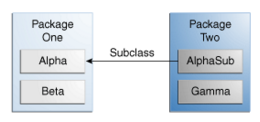 Package
One
Alpha
Beta
Subclass
Package
Two
AlphaSub
Gamma